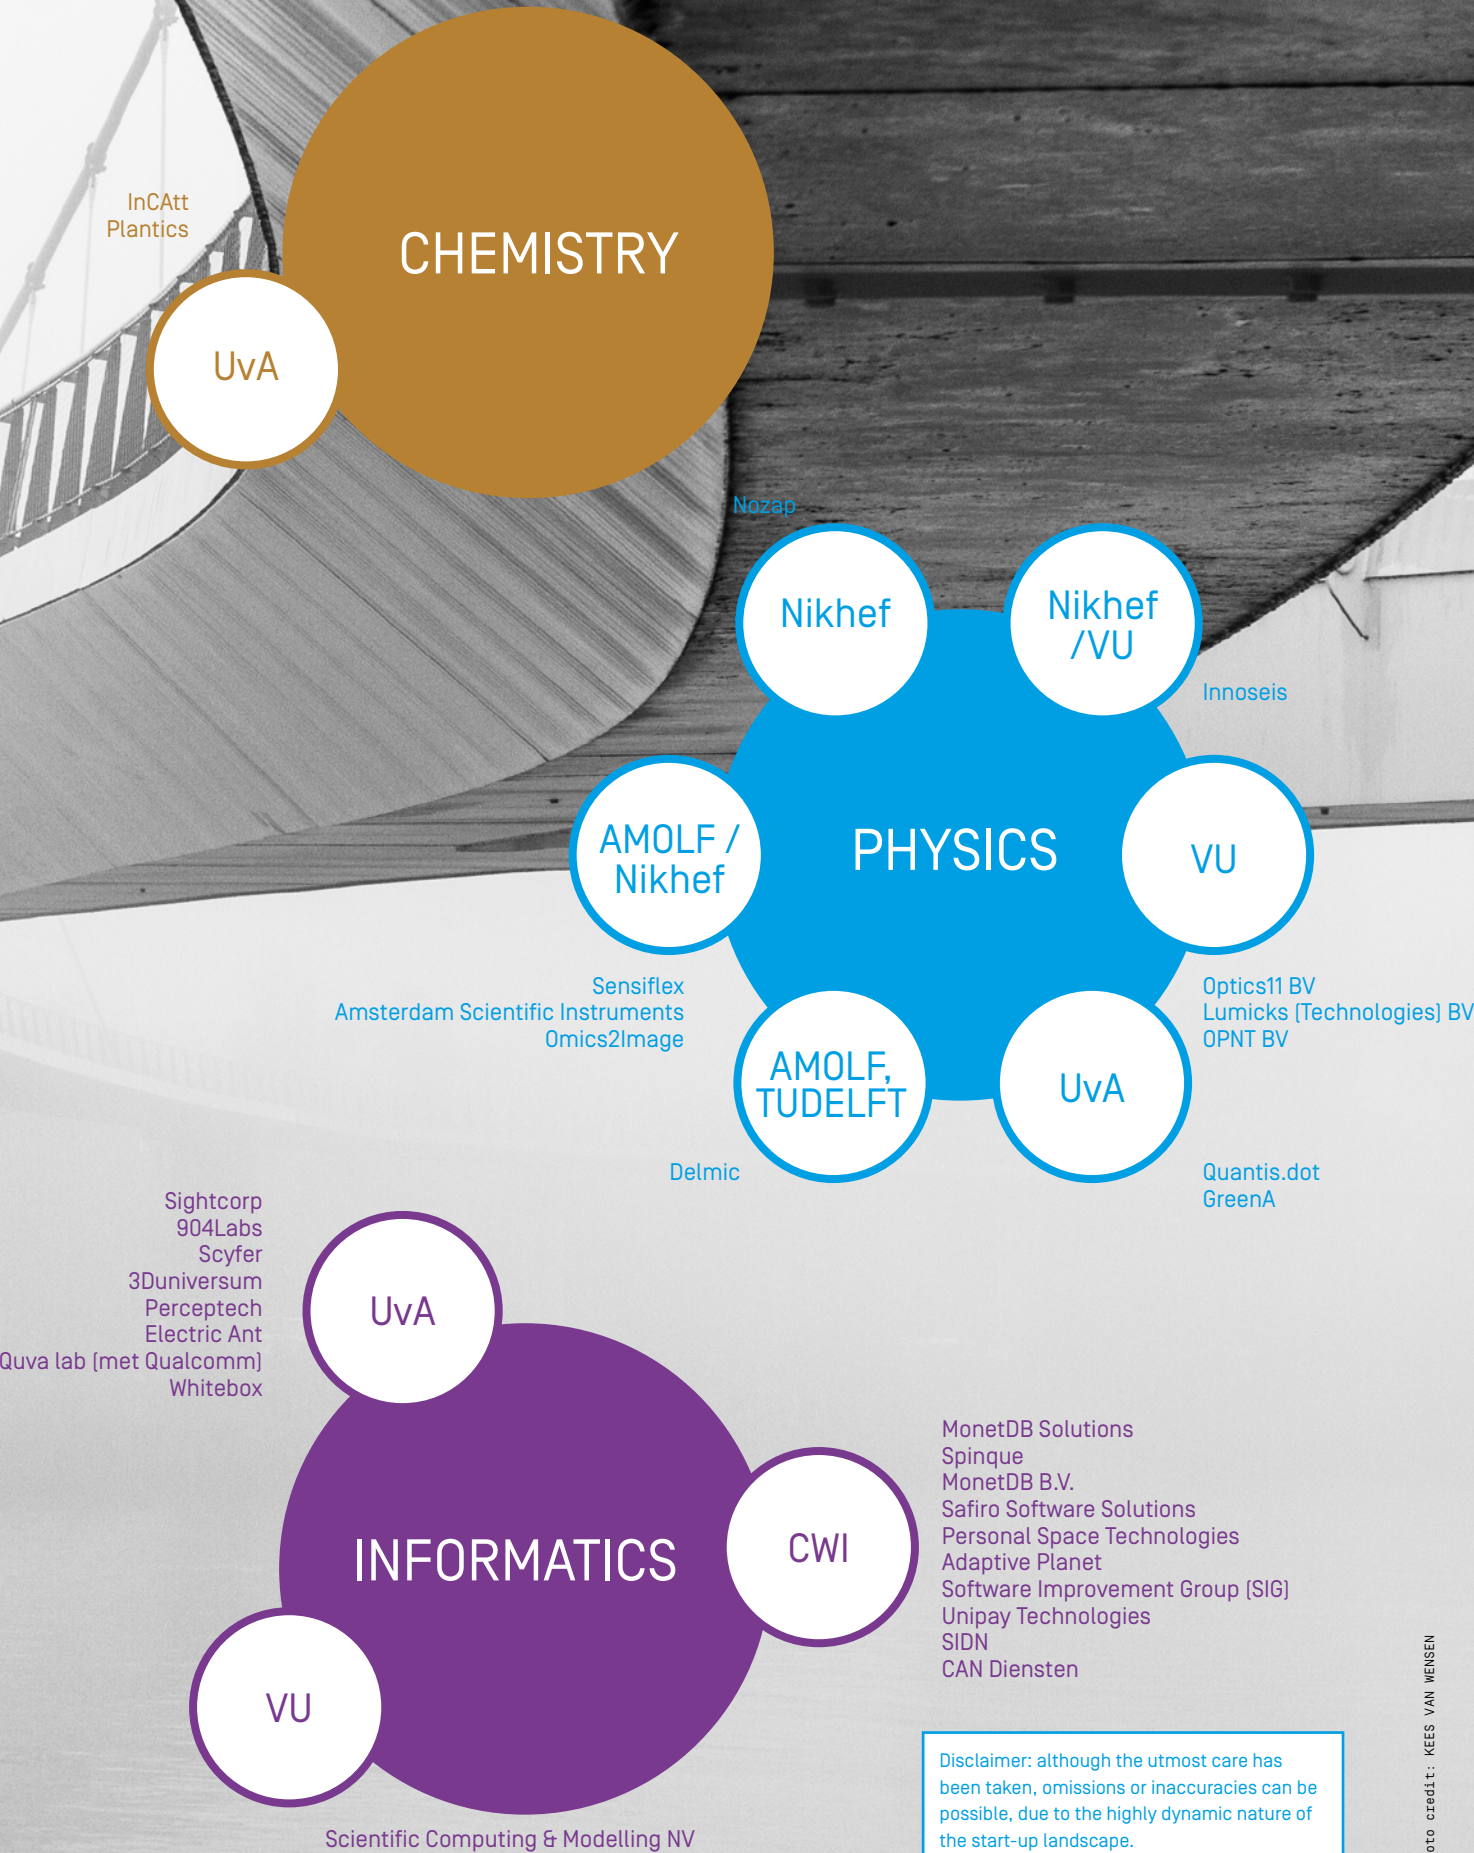 InCAtt
Plantics
CHEMISTRY
UvA
Nozap
Nikhef
Nikhef
/VU
Innoseis
AMOLF /
Nikhef
PHYSICS
VU
Sensiflex
Amsterdam Scientific Instruments
Omics2Image
Optics11 BV
Lumicks (Technologies) BV
OPNT BV
AMOLF,
TUDELFT
UvA
Delmic
Quantis.dot
GreenA
Sightcorp
904Labs
Scyfer
3Duniversum
Perceptech
Electric Ant
Quva lab (met Qualcomm)
Whitebox
UvA
INFORMATICS
CWI
MonetDB Solutions
Spinque
MonetDB B.V.
Safiro Software Solutions
Personal Space Technologies
Adaptive Planet
Software Improvement Group (SIG)
Unipay Technologies
SIDN
CAN Diensten
VU
Scientific Computing & Modelling NV
Disclaimer: although the utmost care has
been taken, omissions or inaccuracies can be
possible, due to the highly dynamic nature of
the start-up landscape.
credit: KEES VAN WENSEN